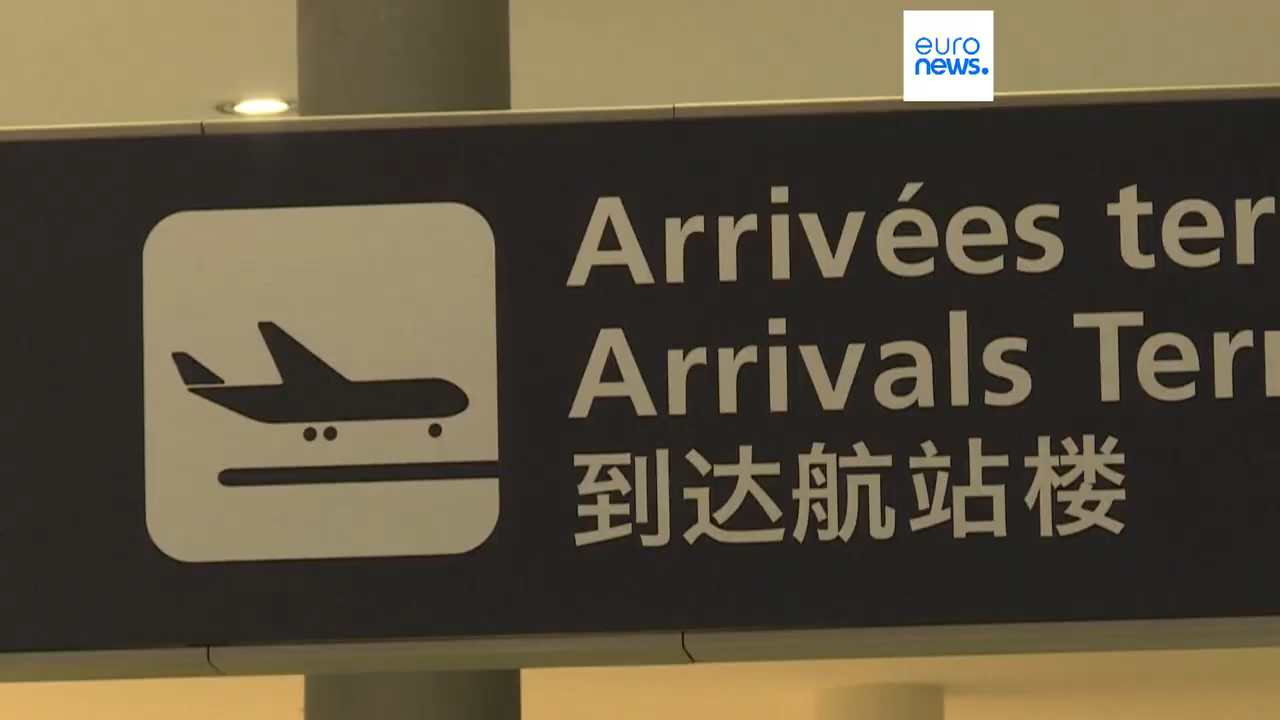 euro
news.
Arrivées ter
Arrivals Ter
到达航站楼